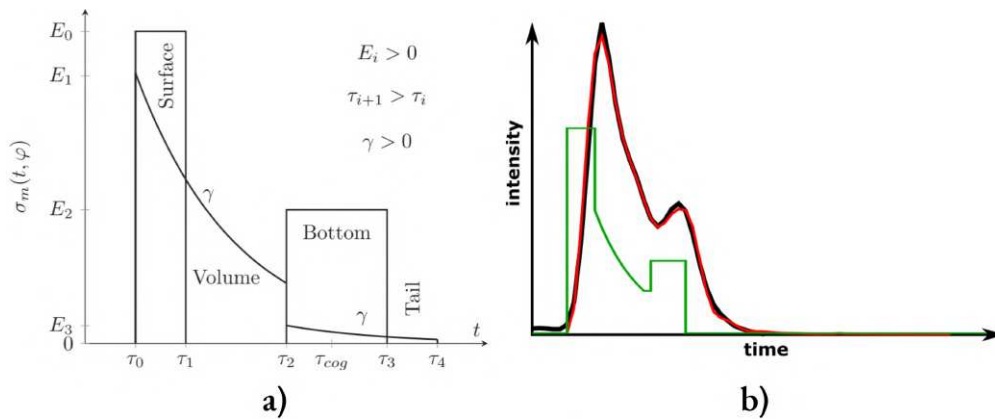 E₀
E₁
E₂
E₃
0
σₘ(t, φ)
Surface
γ
Volume
Bottom
γ
Tail
Eᵢ > 0
τᵢ₊₁ > τᵢ
γ > 0
t
τ₀ τ₁ τ₂ τ_cog τ₃ τ₄
a)
intensity
time
b)